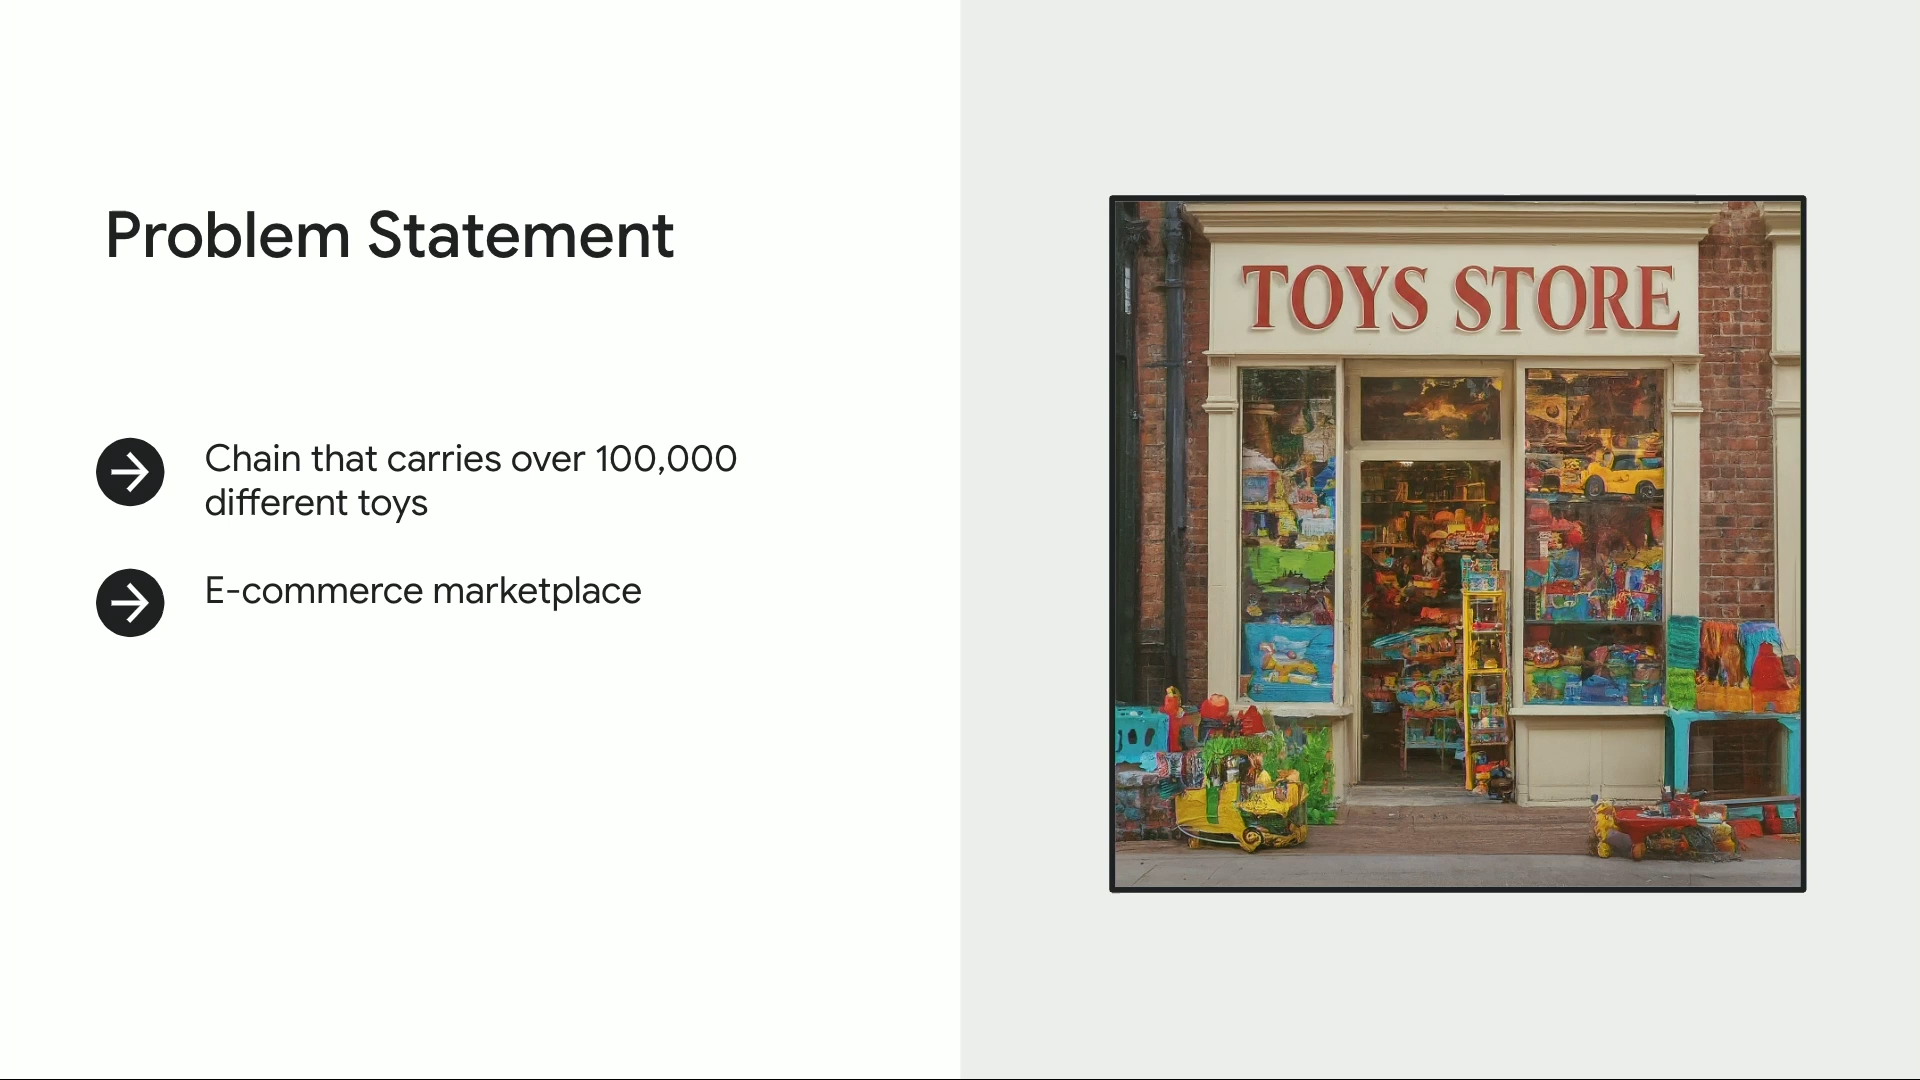 Problem Statement
Chain that carries over 100,000
different toys
E-commerce marketplace
TOYS STORE